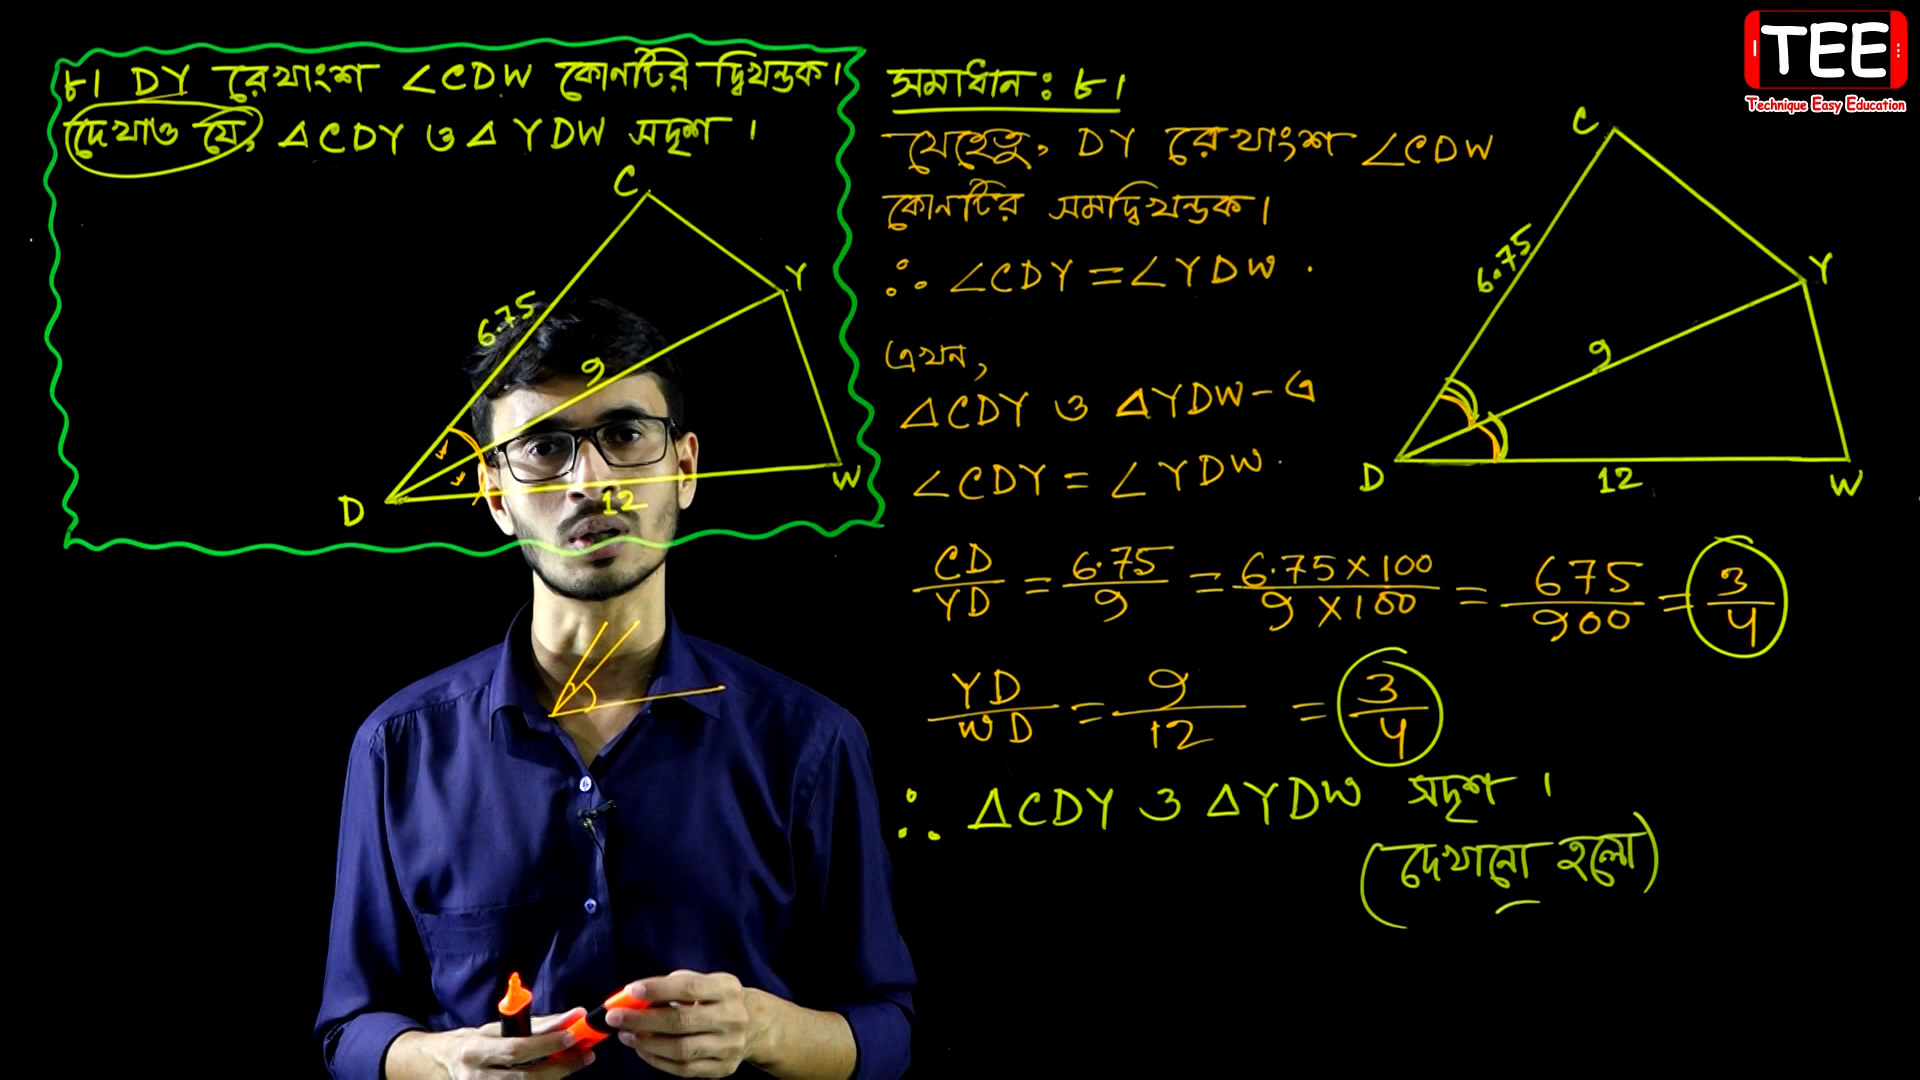 ৮। DY রেখাংশ ∠CDW কোনটির দ্বিখন্ডক।
দেখাও যে, ΔCDY ও Δ YDW সদৃশ ।
C
Y
6.75
9
W
D
12
সমাধান : ৮।
যেহেতু, DY রেখাংশ ∠CDW
কোনটির সমদ্বিখন্ডক।
∴ ∠CDY = ∠YDW .
এখন,
ΔCDY ও ΔYDW-এ
∠CDY = ∠YDW.
CD/YD = 6.75/9 = 6.75×100/9×100 = 675/900 = 3/4
YD/WD = 9/12 = 3/4
∴ ΔCDY ও ΔYDW সদৃশ ।
(দেখানো হলো)
C
6.75
Y
9
D
12
W
TEE
Technique Easy Education